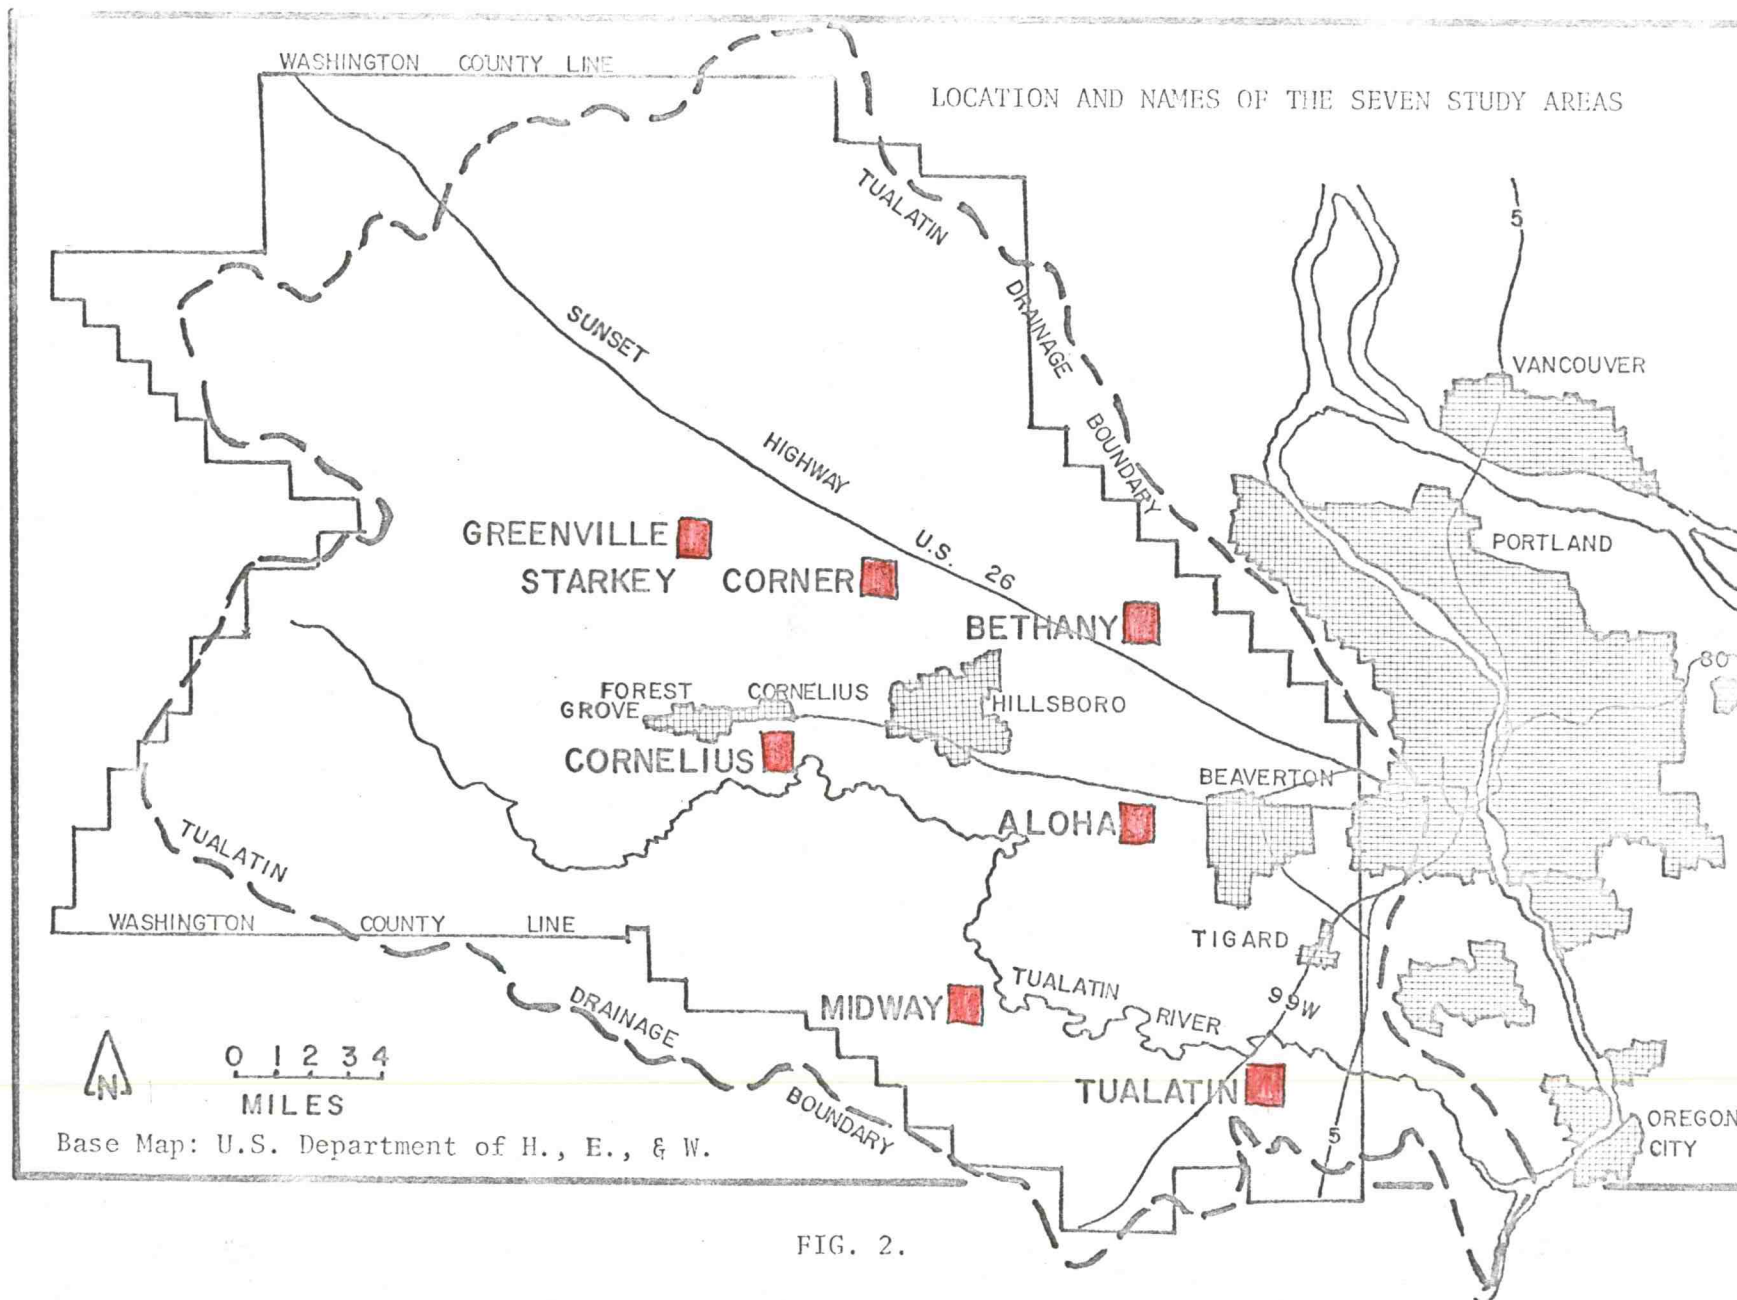 WASHINGTON COUNTY LINE
LOCATION AND NAMES OF THE SEVEN STUDY AREAS
TUALATIN
5
SUNSET
DRAINAGE
VANCOUVER
HIGHWAY
BOUNDARY
GREENVILLE
U.S. 26
PORTLAND
STARKEY CORNER
BETHANY
80
FOREST
GROVE
CORNELIUS
HILLSBORO
CORNELIUS
BEAVERTON
ALOHA
TUALATIN
WASHINGTON COUNTY LINE
TIGARD
TUALATIN
RIVER
99W
MIDWAY
DRAINAGE
N
0 1 2 3 4
MILES
TUALATIN
BOUNDARY
5
OREGON
CITY
Base Map: U.S. Department of H., E., & W.
FIG. 2.